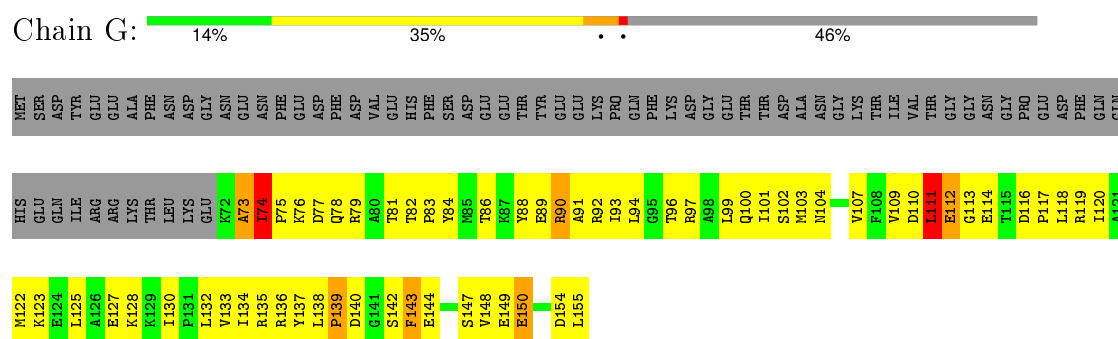 Chain G:
14% 35% • • 46%
MET SER ASP TYR GLU GLU ALA PHE ASN ASP GLY ASN GLU ASN PHE GLU ASP PHE ASP VAL GLU HIS PHE SER ASP GLU GLU THR TYR GLU GLU LYS PRO GLN PHE LYS ASP GLY GLU THR THR ASP ALA ASN GLY LYS THR ILE VAL THR GLY GLY ASN GLY PRO GLU ASP PHE GLN GLN
HIS GLU GLN ILE ARG ARG LYS THR LEU LYS GLU K72 A73 I74 P75 K76 D77 Q78 R79 A80 T81 T82 P83 Y84 M85 T86 K87 Y88 E89 R90 A91 R92 I93 L94 G95 T96 R97 A98 L99 Q100 I101 S102 M103 N104 V107 F108 V109 D110 L111 E112 G113 E114 T115 D116 P117 L118 R119 I120 A121
M122 K123 E124 L125 A126 E127 K128 K129 I130 P131 L132 V133 I134 R135 R136 Y137 L138 P139 D140 G141 S142 F143 E144 S147 V148 E149 E150 D154 L155